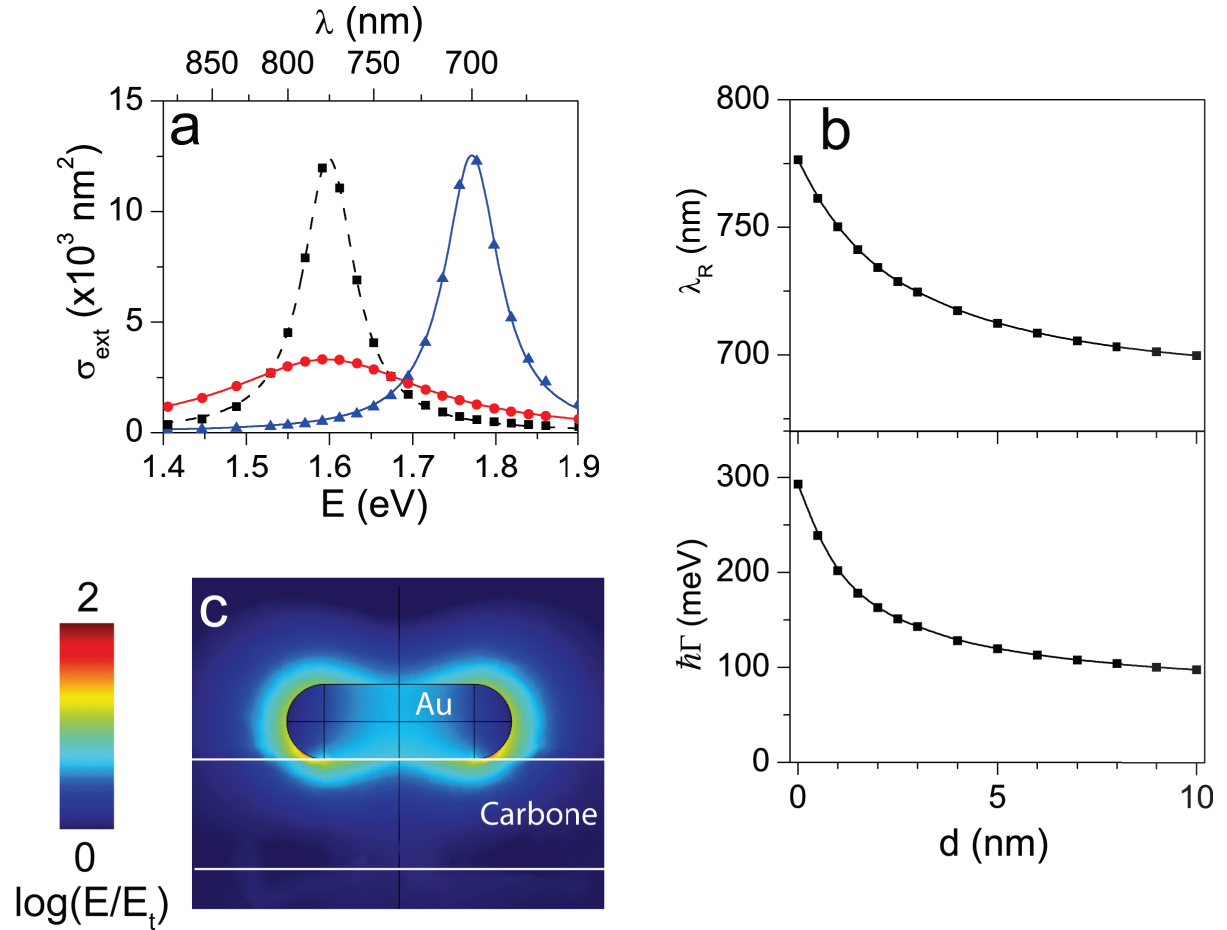 λ (nm)
850 800 750 700
15
10
5
0
a
σext (x10³ nm²)
1.4 1.5 1.6 1.7 1.8 1.9
E (eV)
b
800
750
700
λR (nm)
300
200
100
0
ħΓ (meV)
0 5 10
d (nm)
2
0
log(E/Et)
c
Au
Carbone